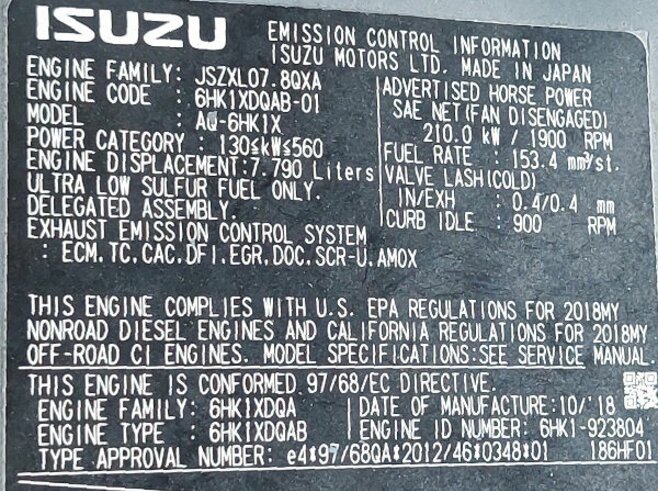 ISUZU
EMISSION CONTROL INFORMATION
ISUZU MOTORS LTD. MADE IN JAPAN
ENGINE FAMILY: JSZXL07.8QXA
ENGINE CODE : 6HK1XDQAB-01
MODEL : AQ-6HK1X
POWER CATEGORY : 130≤kW≤560
ENGINE DISPLACEMENT:7.790 Liters
ULTRA LOW SULFUR FUEL ONLY.
DELEGATED ASSEMBLY.
EXHAUST EMISSION CONTROL SYSTEM
: ECM,TC,CAC,DFI,EGR,DOC,SCR-U,AMOX
ADVERTISED HORSE POWER
SAE NET(FAN DISENGAGED)
210.0 kW / 1900 RPM
FUEL RATE : 153.4 mm³/st.
VALVE LASH(COLD)
IN/EXH : 0.4/0.4 mm
CURB IDLE : 900 RPM
THIS ENGINE COMPLIES WITH U.S. EPA REGULATIONS FOR 2018MY
NONROAD DIESEL ENGINES AND CALIFORNIA REGULATIONS FOR 2018MY
OFF-ROAD CI ENGINES. MODEL SPECIFICATIONS:SEE SERVICE MANUAL.
THIS ENGINE IS CONFORMED 97/68/EC DIRECTIVE.
ENGINE FAMILY: 6HK1XDQA
ENGINE TYPE : 6HK1XDQAB
DATE OF MANUFACTURE:10/'18
ENGINE ID NUMBER: 6HK1-923804
TYPE APPROVAL NUMBER: e4*97/68QA*2012/46*0348*01
186HF01